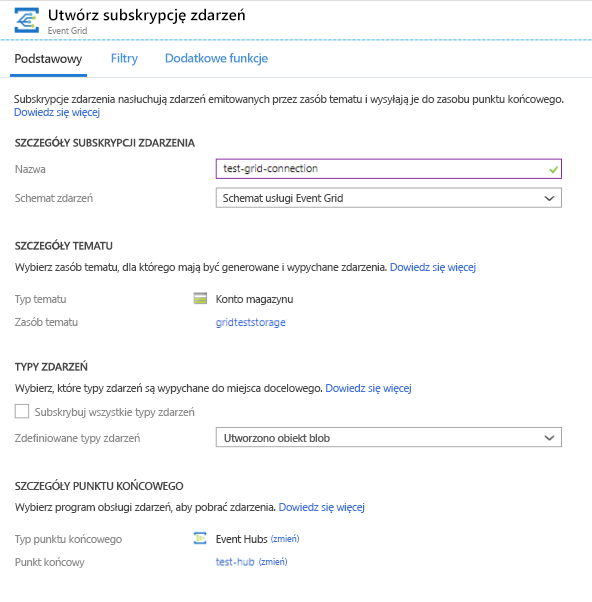 Utwórz subskrypcję zdarzeń
Event Grid
Podstawowy Filtry Dodatkowe funkcje
Subskrypcje zdarzenia nasłuchują zdarzeń emitowanych przez zasób tematu i wysyłają je do zasobu punktu końcowego.
Dowiedz się więcej
SZCZEGÓŁY SUBSKRYPCJI ZDARZENIA
Nazwa test-grid-connection
Schemat zdarzeń Schemat usługi Event Grid
SZCZEGÓŁY TEMATU
Wybierz zasób tematu, dla którego mają być generowane i wypychane zdarzenia. Dowiedz się więcej
Typ tematu Konto magazynu
Zasób tematu gridteststorage
TYPY ZDARZEŃ
Wybierz, które typy zdarzeń są wypychane do miejsca docelowego. Dowiedz się więcej
Subskrybuj wszystkie typy zdarzeń
Zdefiniowane typy zdarzeń Utworzono obiekt blob
SZCZEGÓŁY PUNKTU KOŃCOWEGO
Wybierz program obsługi zdarzeń, aby pobrać zdarzenia. Dowiedz się więcej
Typ punktu końcowego Event Hubs (zmień)
Punkt końcowy test-hub (zmień)